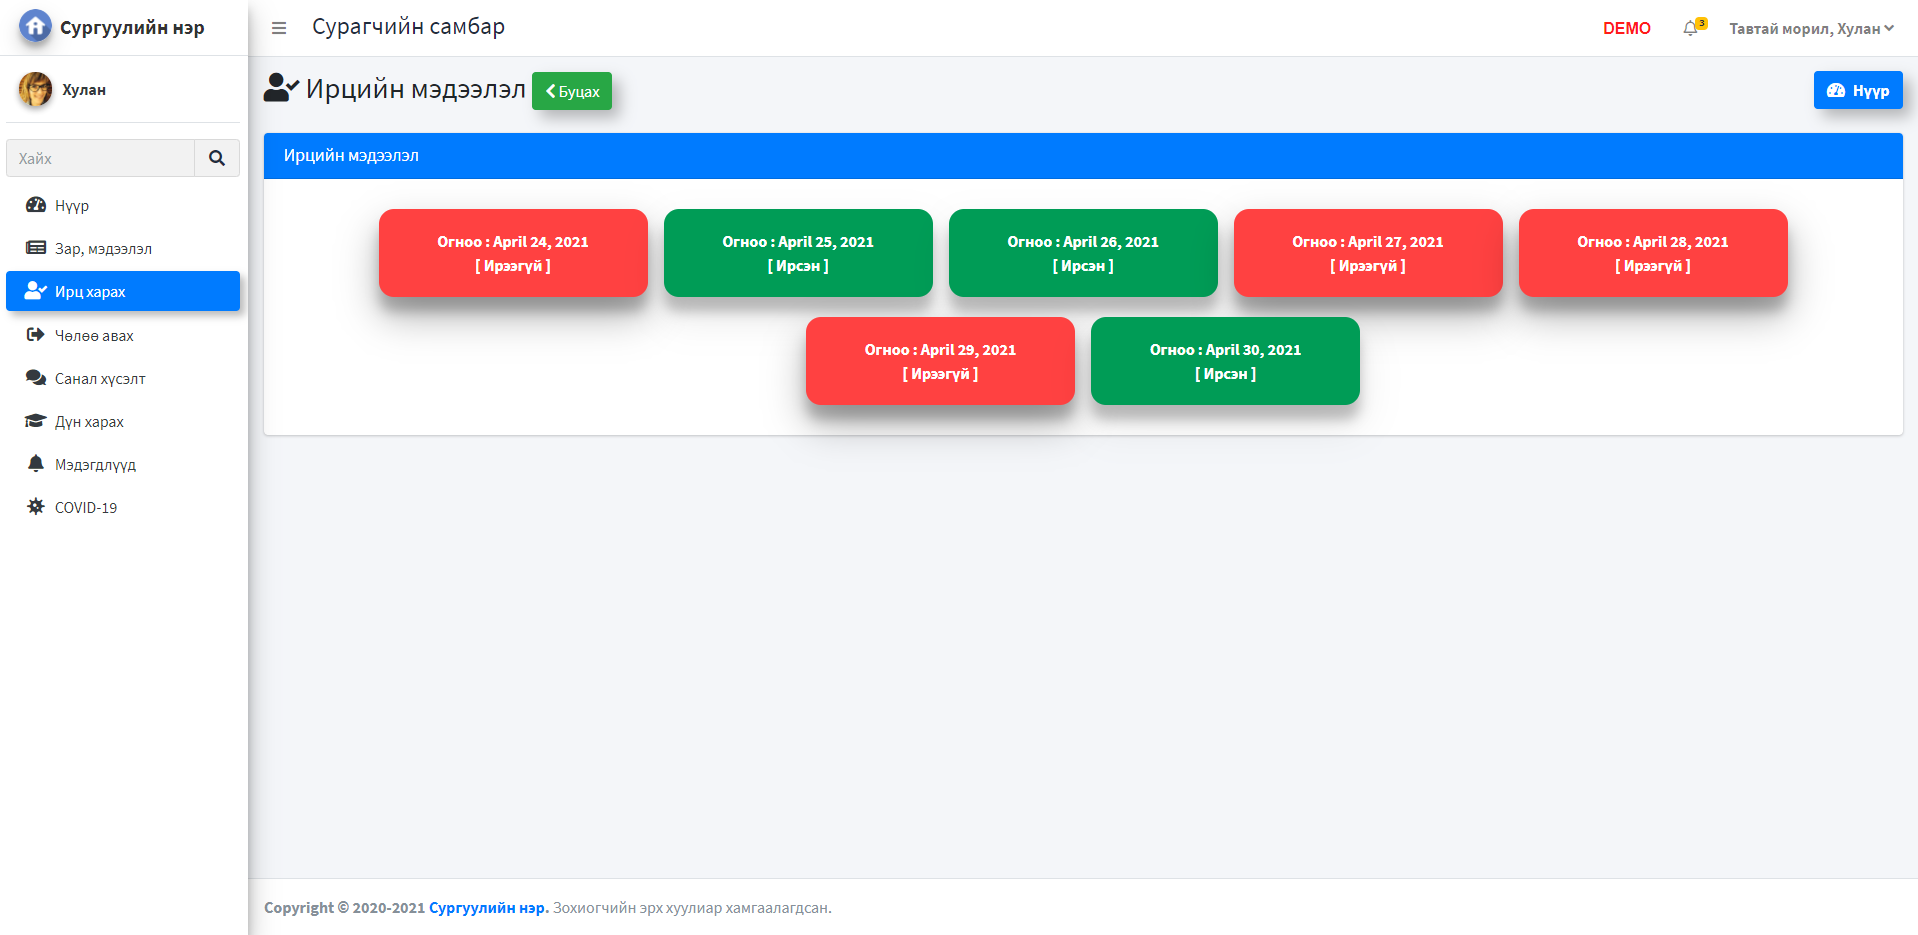 Сургуулийн нэр
Сурагчийн самбар
DEMO
3
Тавтай морил, Хулан
Хулан
Ирцийн мэдээлэл
Буцах
Нүүр
Хайх
Нүүр
Зар, мэдээлэл
Ирц харах
Чөлөө авах
Санал хүсэлт
Дүн харах
Мэдэгдлүүд
COVID-19
Ирцийн мэдээлэл
Огноо : April 24, 2021
[ Ирээгүй ]
Огноо : April 25, 2021
[ Ирсэн ]
Огноо : April 26, 2021
[ Ирсэн ]
Огноо : April 27, 2021
[ Ирээгүй ]
Огноо : April 28, 2021
[ Ирээгүй ]
Огноо : April 29, 2021
[ Ирээгүй ]
Огноо : April 30, 2021
[ Ирсэн ]
Copyright © 2020-2021 Сургуулийн нэр. Зохиогчийн эрх хуулиар хамгаалагдсан.